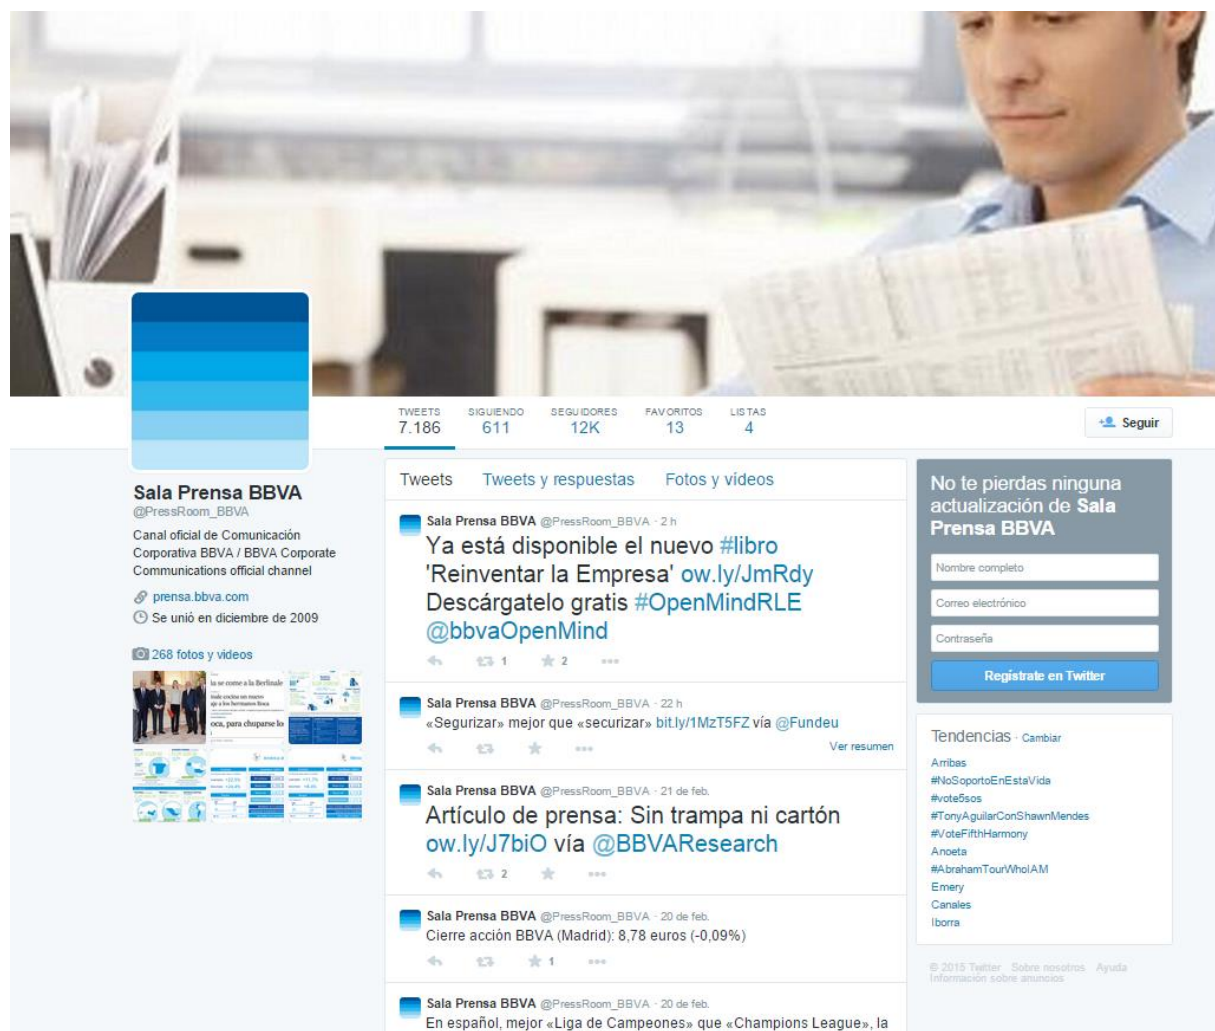 TWEETS
7.186
SIGUIENDO
611
SEGUIDORES
12K
FAVORITOS
13
LISTAS
4
Seguir
Sala Prensa BBVA
@PressRoom_BBVA
Canal oficial de Comunicación
Corporativa BBVA / BBVA Corporate
Communications official channel
prensa.bbva.com
Se unió en diciembre de 2009
268 fotos y videos
Tweets Tweets y respuestas Fotos y vídeos
Sala Prensa BBVA @PressRoom_BBVA · 2 h
Ya está disponible el nuevo #libro
'Reinventar la Empresa' ow.ly/JmRdy
Descárgatelo gratis #OpenMindRLE
@bbvaOpenMind
1 2
Sala Prensa BBVA @PressRoom_BBVA · 22 h
«Segurizar» mejor que «securizar» bit.ly/1MzT5FZ vía @Fundeu
Ver resumen
Sala Prensa BBVA @PressRoom_BBVA · 21 de feb.
Artículo de prensa: Sin trampa ni cartón
ow.ly/J7biO vía @BBVAResearch
2
Sala Prensa BBVA @PressRoom_BBVA · 20 de feb.
Cierre acción BBVA (Madrid): 8,78 euros (-0,09%)
1
Sala Prensa BBVA @PressRoom_BBVA · 20 de feb.
En español, mejor «Liga de Campeones» que «Champions League», la
No te pierdas ninguna
actualización de Sala
Prensa BBVA
Nombre completo
Correo electrónico
Contraseña
Regístrate en Twitter
Tendencias · Cambiar
Arribas
#NoSoportoEnEstaVida
#vote5sos
#TonyAguilarConShawnMendes
#VoteFifthHarmony
Anoeta
#AbrahamTourWhoIAM
Emery
Canales
Iborra
© 2015 Twitter Sobre nosotros Ayuda
Información sobre anuncios